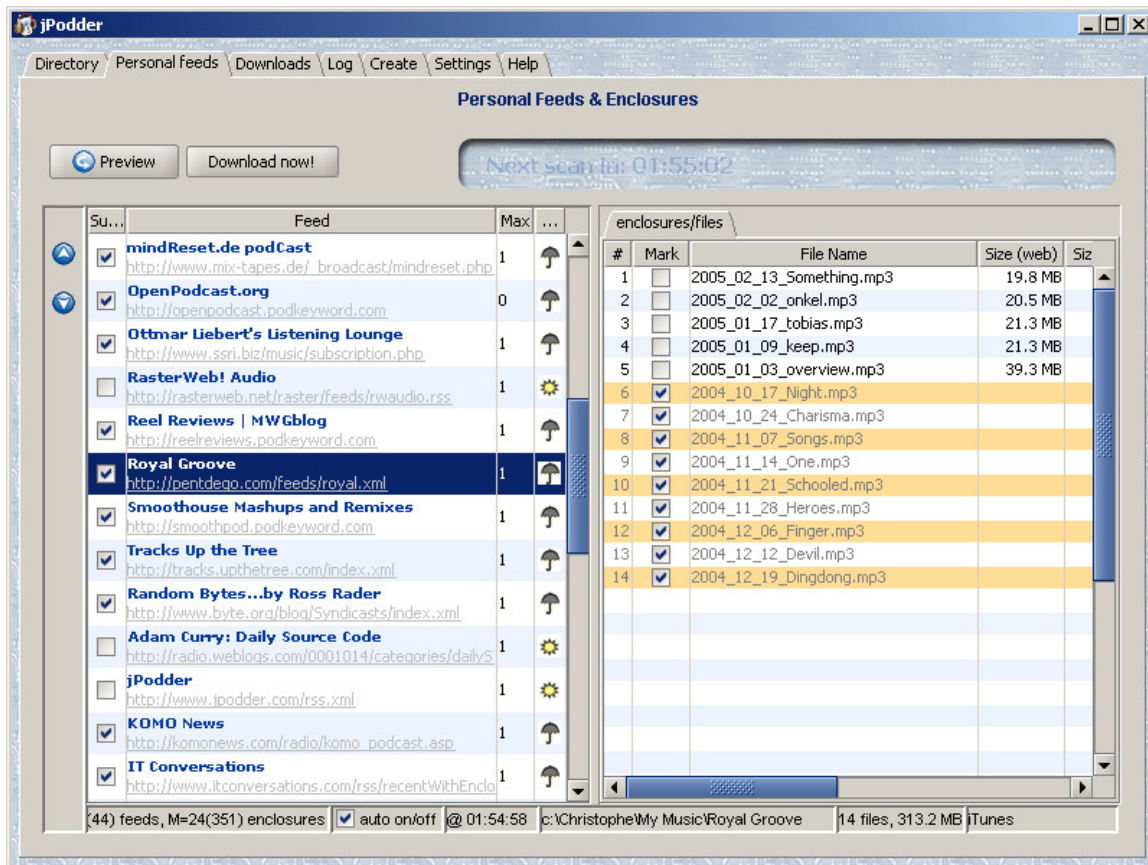 jPodder
Directory Personal feeds Downloads Log Create Settings Help
Personal Feeds & Enclosures
Preview Download now! Next scan in: 01:55:02
Su... Feed Max ...
mindReset.de podCast
http://www.mix-tapes.de/_broadcast/mindreset.php 1
OpenPodcast.org
http://openpodcast.podkeyword.com 0
Ottmar Liebert's Listening Lounge
http://www.ssri.biz/music/subscription.php 1
RasterWeb! Audio
http://rasterweb.net/raster/feeds/rwaudio.rss 1
Reel Reviews | MWGblog
http://reelreviews.podkeyword.com 1
Royal Groove
http://pentdego.com/feeds/royal.xml 1
Smoothouse Mashups and Remixes
http://smoothpod.podkeyword.com 1
Tracks Up the Tree
http://tracks.upthetree.com/index.xml 1
Random Bytes...by Ross Rader
http://www.byte.org/blog/Syndicasts/index.xml 1
Adam Curry: Daily Source Code
http://radio.weblogs.com/0001014/categories/dailyS 1
jPodder
http://www.jpodder.com/rss.xml 1
KOMO News
http://komonews.com/radio/komo_podcast.asp 1
IT Conversations
http://www.itconversations.com/rss/recentWithEnclo 1
enclosures/files
# Mark File Name Size (web) Siz
1 2005_02_13_Something.mp3 19.8 MB
2 2005_02_02_onkel.mp3 20.5 MB
3 2005_01_17_tobias.mp3 21.3 MB
4 2005_01_09_keep.mp3 21.3 MB
5 2005_01_03_overview.mp3 39.3 MB
6 2004_10_17_Night.mp3
7 2004_10_24_Charisma.mp3
8 2004_11_07_Songs.mp3
9 2004_11_14_One.mp3
10 2004_11_21_Schooled.mp3
11 2004_11_28_Heroes.mp3
12 2004_12_06_Finger.mp3
13 2004_12_12_Devil.mp3
14 2004_12_19_Dingdong.mp3
(44) feeds, M=24(351) enclosures auto on/off @ 01:54:58 c:\Christophe\My Music\Royal Groove 14 files, 313.2 MB iTunes